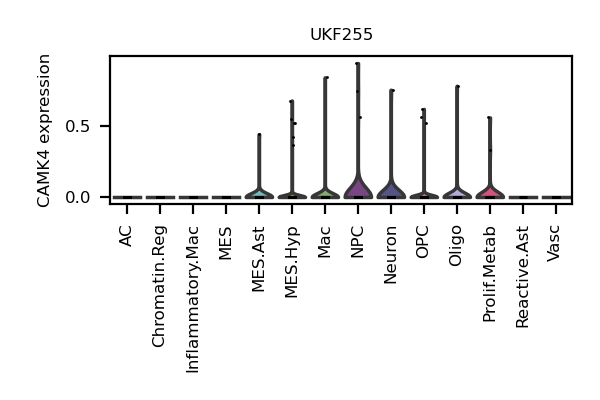 UKF255
CAMK4 expression
0.5
0.0
AC
Chromatin.Reg
Inflammatory.Mac
MES
MES.Ast
MES.Hyp
Mac
NPC
Neuron
OPC
Oligo
Prolif.Metab
Reactive.Ast
Vasc